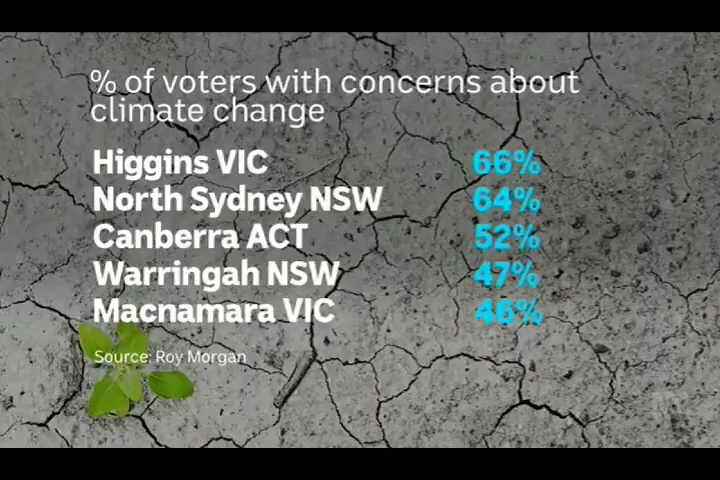 % of voters with concerns about
climate change
Higgins VIC 66%
North Sydney NSW 64%
Canberra ACT 52%
Warringah NSW 47%
Macnamara VIC 46%
Source: Roy Morgan